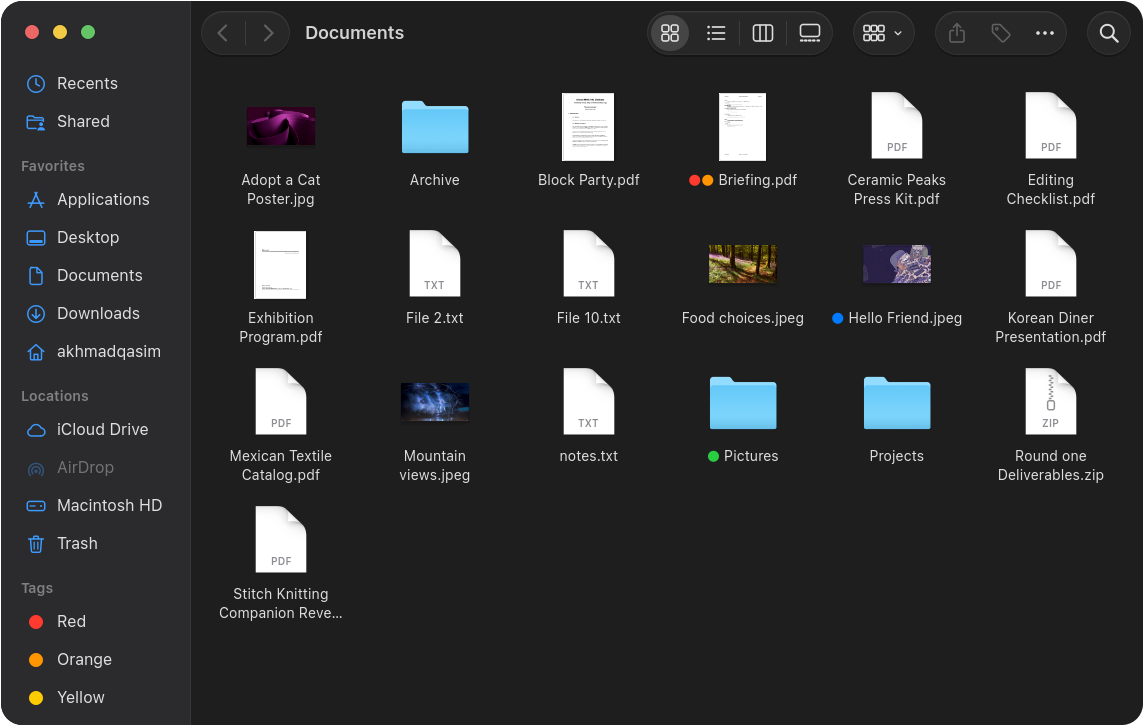 Documents
Recents
Shared
Favorites
Applications
Desktop
Documents
Downloads
akhmadqasim
Locations
iCloud Drive
AirDrop
Macintosh HD
Trash
Tags
Red
Orange
Yellow
Adopt a Cat
Poster.jpg
Archive
Block Party.pdf
Briefing.pdf
PDF
Ceramic Peaks
Press Kit.pdf
PDF
Editing
Checklist.pdf
Exhibition
Program.pdf
TXT
File 2.txt
TXT
File 10.txt
Food choices.jpeg
Hello Friend.jpeg
PDF
Korean Diner
Presentation.pdf
PDF
Mexican Textile
Catalog.pdf
Mountain
views.jpeg
TXT
notes.txt
Pictures
Projects
ZIP
Round one
Deliverables.zip
PDF
Stitch Knitting
Companion Reve...